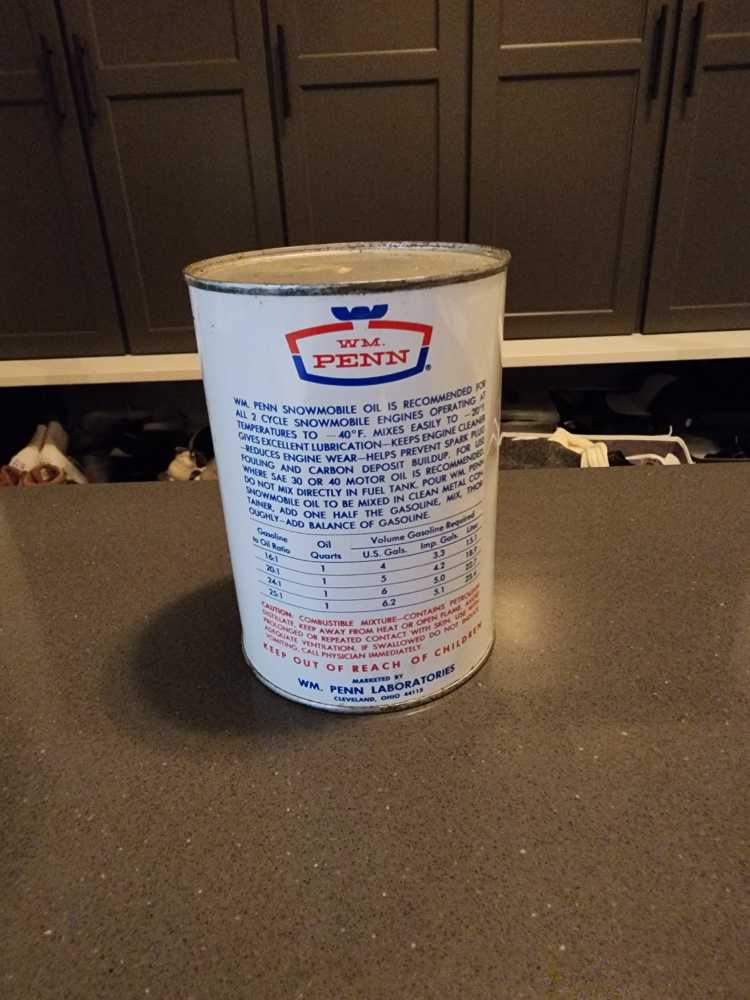 WM.
PENN®
WM. PENN SNOWMOBILE OIL IS RECOMMENDED FOR
ALL 2 CYCLE SNOWMOBILE ENGINES OPERATING AT
TEMPERATURES TO —40°F. MIXES EASILY TO —20°F.
GIVES EXCELLENT LUBRICATION—KEEPS ENGINE CLEANER
—REDUCES ENGINE WEAR—HELPS PREVENT SPARK PLUG
FOULING AND CARBON DEPOSIT BUILDUP. FOR USE
WHERE SAE 30 OR 40 MOTOR OIL IS RECOMMENDED.
DO NOT MIX DIRECTLY IN FUEL TANK. POUR WM. PENN
SNOWMOBILE OIL TO BE MIXED IN CLEAN METAL CON-
TAINER, ADD ONE HALF THE GASOLINE, MIX, THOR-
OUGHLY—ADD BALANCE OF GASOLINE.
Gasoline to Oil Ratio Oil Quarts Volume Gasoline Required
U.S. Gals. Imp. Gals. Liter
16:1 1 4 3.3 15.1
20:1 1 5 4.2 18.9
24:1 1 6 5.0
25:1 1 6.2 5.1
CAUTION: COMBUSTIBLE MIXTURE—CONTAINS PETROLEUM
DISTILLATE. KEEP AWAY FROM HEAT OR OPEN FLAME. AVOID
PROLONGED OR REPEATED CONTACT WITH SKIN. USE WITH
ADEQUATE VENTILATION. IF SWALLOWED DO NOT INDUCE
VOMITING. CALL PHYSICIAN IMMEDIATELY.
KEEP OUT OF REACH OF CHILDREN
MARKETED BY
WM. PENN LABORATORIES
CLEVELAND, OHIO 44115